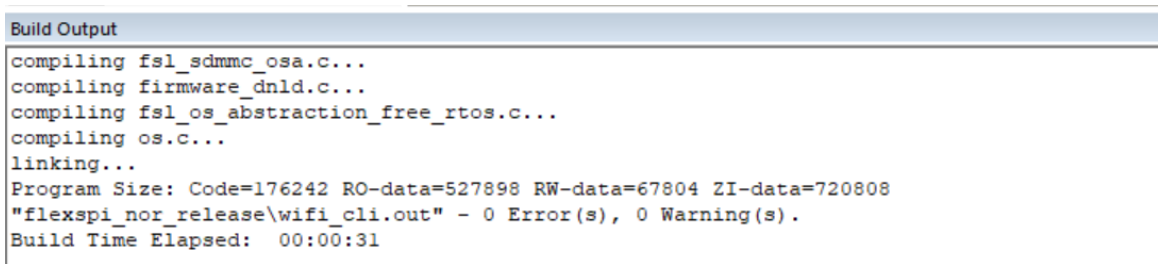 Build Output
compiling fsl_sdmmc_osa.c...
compiling firmware_dnld.c...
compiling fsl_os_abstraction_free_rtos.c...
compiling os.c...
linking...
Program Size: Code=176242 RO-data=527898 RW-data=67804 ZI-data=720808
"flexspi_nor_release\wifi_cli.out" - 0 Error(s), 0 Warning(s).
Build Time Elapsed:  00:00:31